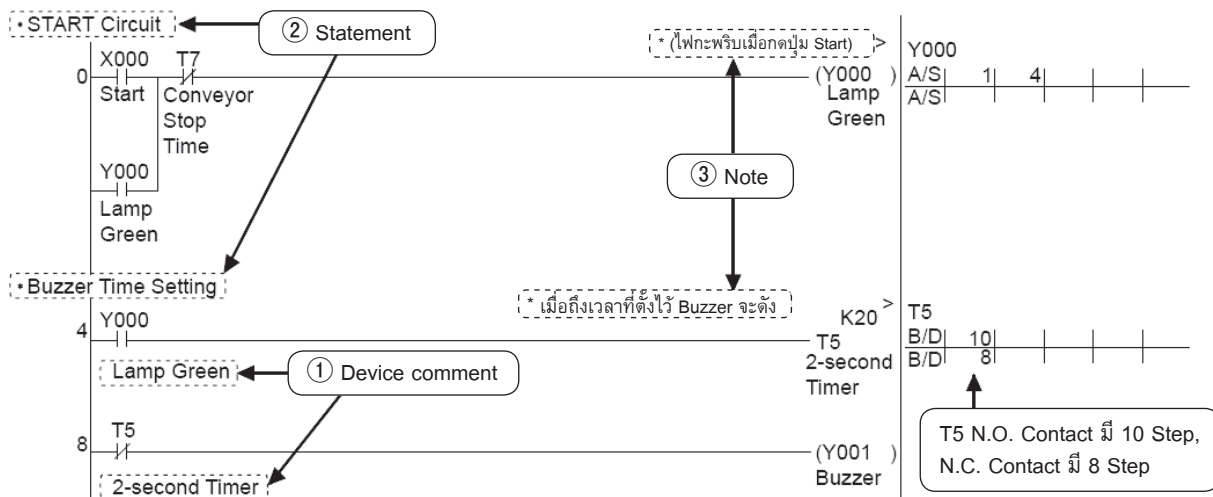 *START Circuit
② Statement
* (ไฟกะพริบเมื่อกดปุ่ม Start) >
Y000
X000 T7
0
(Y000 )
A/S 1 4
Start Conveyor
Lamp
A/S
Stop
Green
Time
Y000
③ Note
Lamp
Green
*Buzzer Time Setting
* เมื่อถึงเวลาที่ตั้งไว้ Buzzer จะดัง
K20 >
T5
Y000
4
T5
B/D 10
Lamp Green
① Device comment
2-second
B/D 8
Timer
T5 N.O. Contact มี 10 Step,
N.C. Contact มี 8 Step
T5
8
(Y001 )
2-second Timer
Buzzer